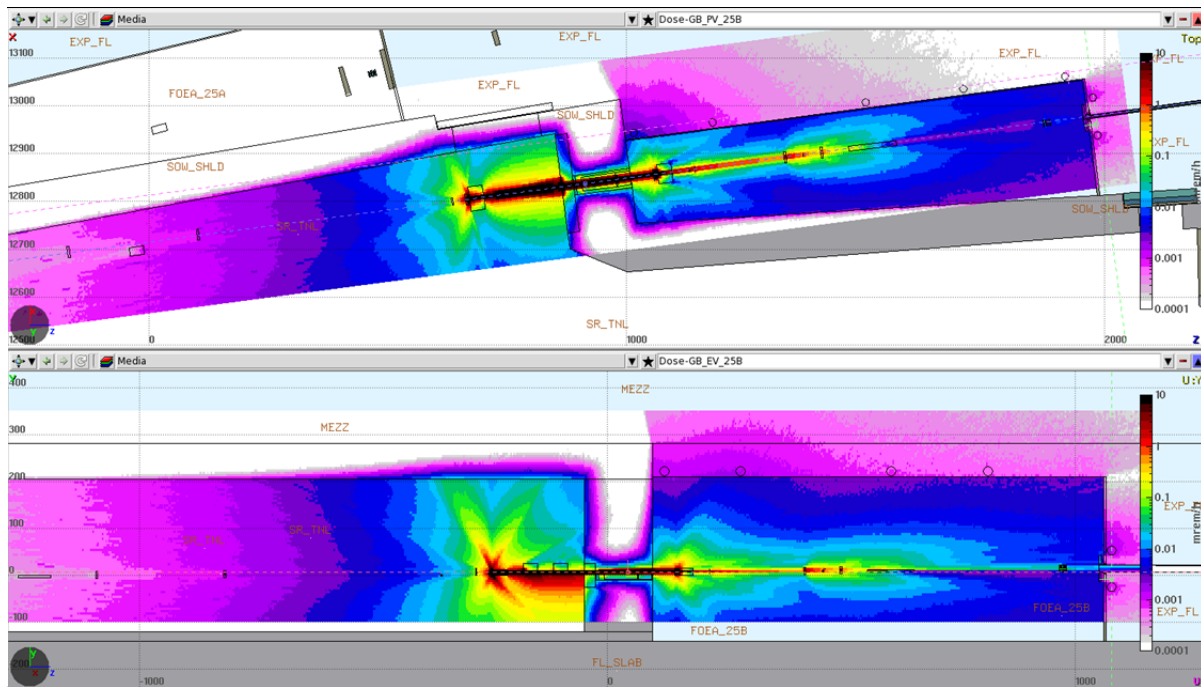 Media
Dose-GB_PV_25B
X
Top
13100
13000
12900
12800
12700
12600
EXP_FL
EXP_FL
EXP_FL
EXP_FL
FOEA_25A
SOW_SHLD
SOW_SHLD
SR_TNL
SOW_SHLD
SR_TNL
10
1
0.1
0.01
0.001
0.0001
mrem/h
0
1000
2000
z
Y
x
Z
Media
Dose-GB_EV_25B
Y
U:Y
400
300
200
100
0
-100
-200
MEZZ
MEZZ
SR_TNL
SR_TNL
10
1
0.1
0.01
0.001
0.0001
mrem/h
EXP_FL
FOEA_25B
FOEA_25B
FL_SLAB
-1000
0
1000
y
x
z
U